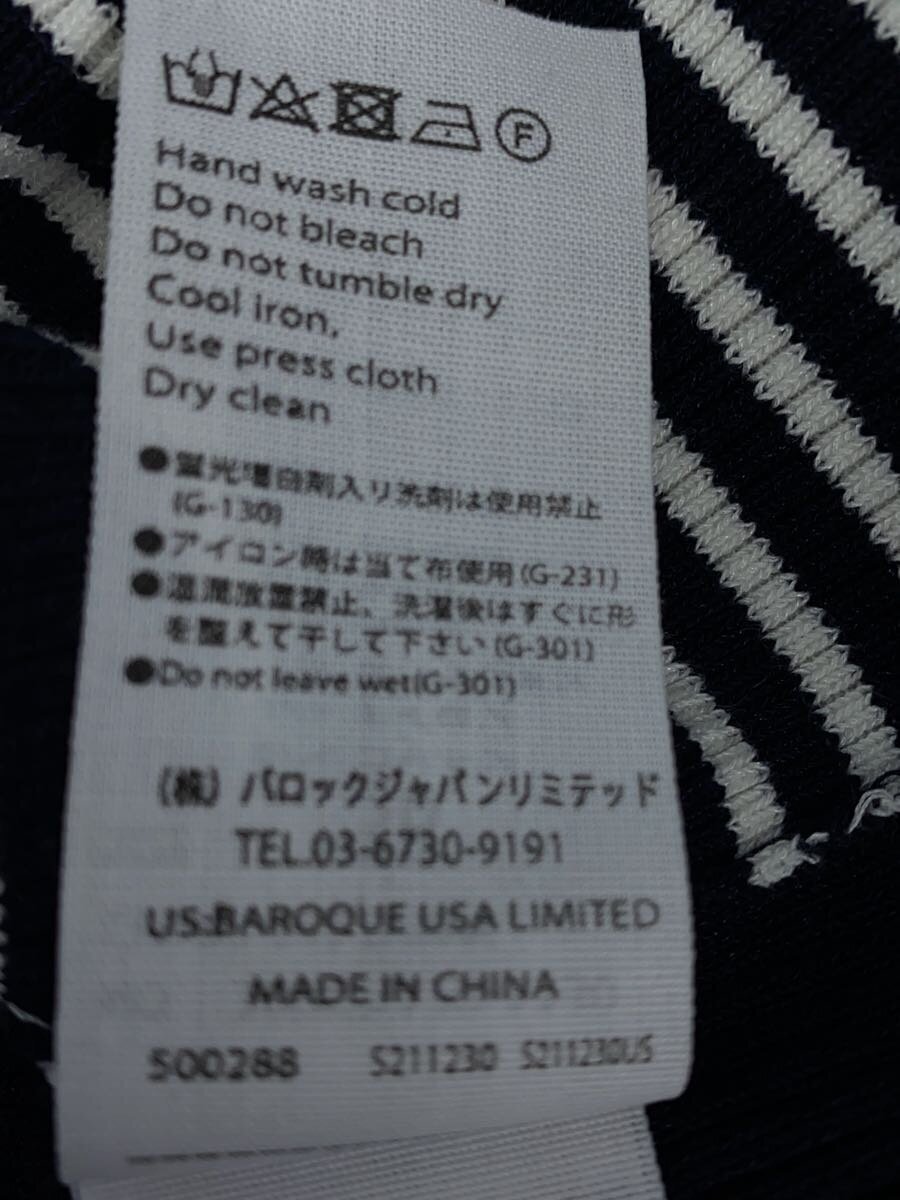 F
Hand wash cold
Do not bleach
Do not tumble dry
Cool iron,
Use press cloth
Dry clean
●蛍光増白剤入り洗剤は使用禁止
(G-130)
●アイロン時は当て布使用(G-231)
●湿潤放置禁止、洗濯後はすぐに形
を整えて干して下さい(G-301)
●Do not leave wet(G-301)
(株) バロックジャパンリミテッド
TEL.03-6730-9191
US:BAROQUE USA LIMITED
MADE IN CHINA
500288 S211230 S211230US